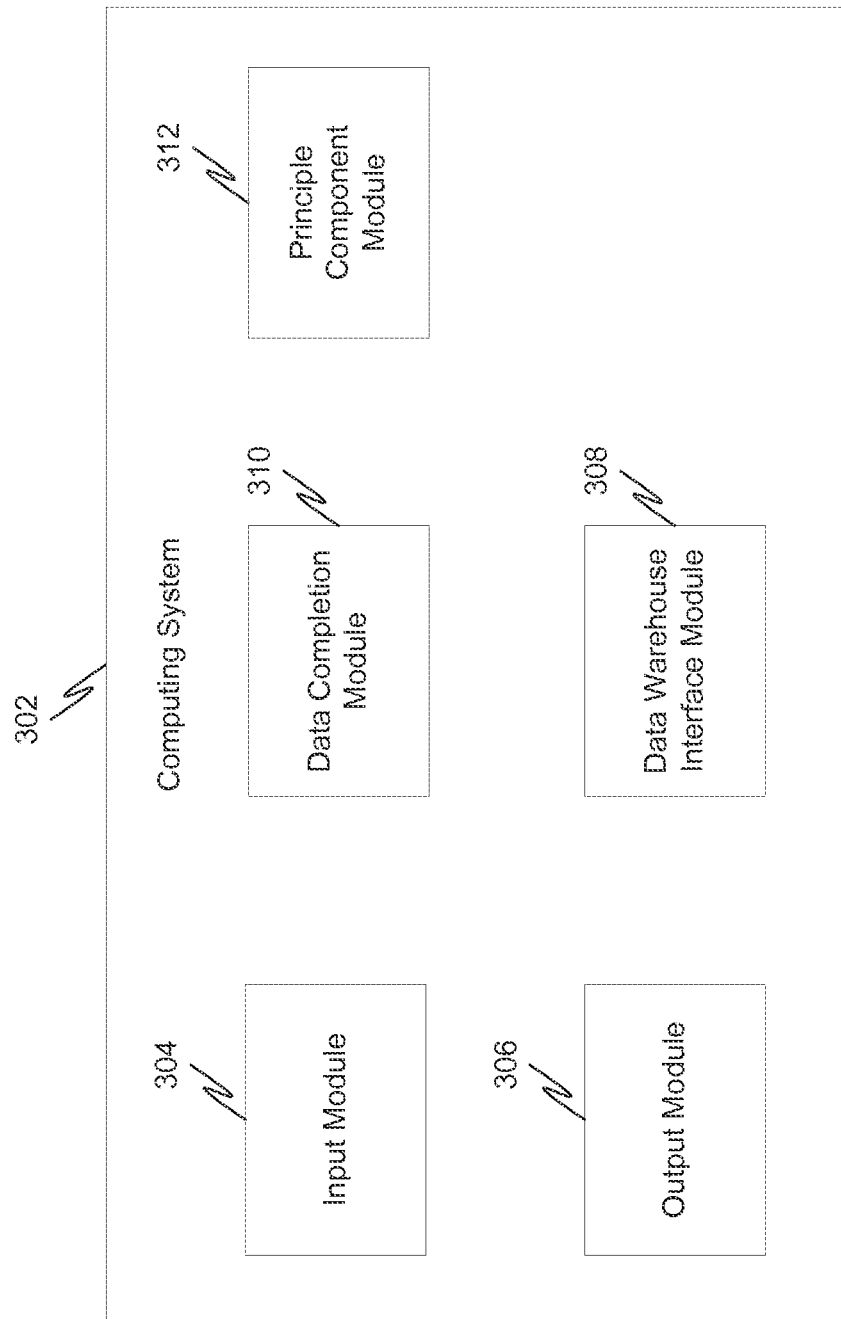 302
Computing System
304
Input Module
310
Data Completion
Module
312
Principle
Component
Module
306
Output Module
308
Data Warehouse
Interface Module